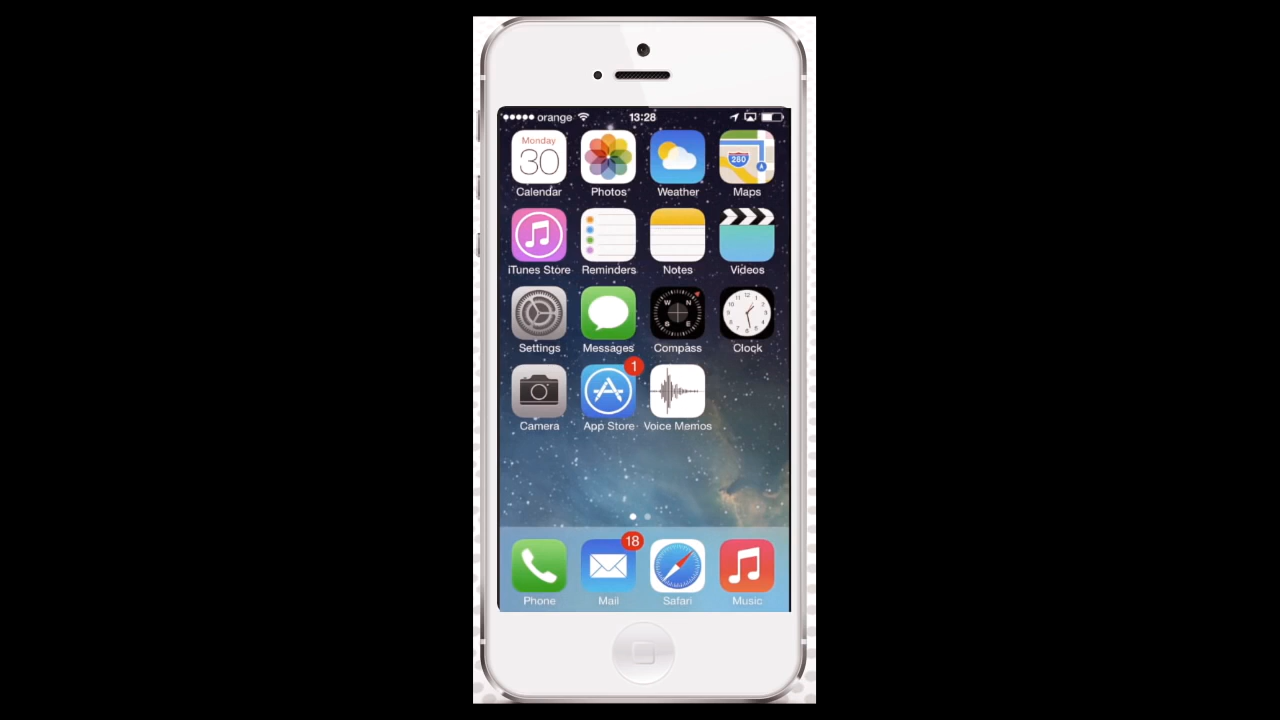 orange 13:28
Monday
30
280
Calendar Photos Weather Maps
iTunes Store Reminders Notes Videos
W N
S E
Settings Messages Compass Clock
1
Camera App Store Voice Memos
18
Phone Mail Safari Music